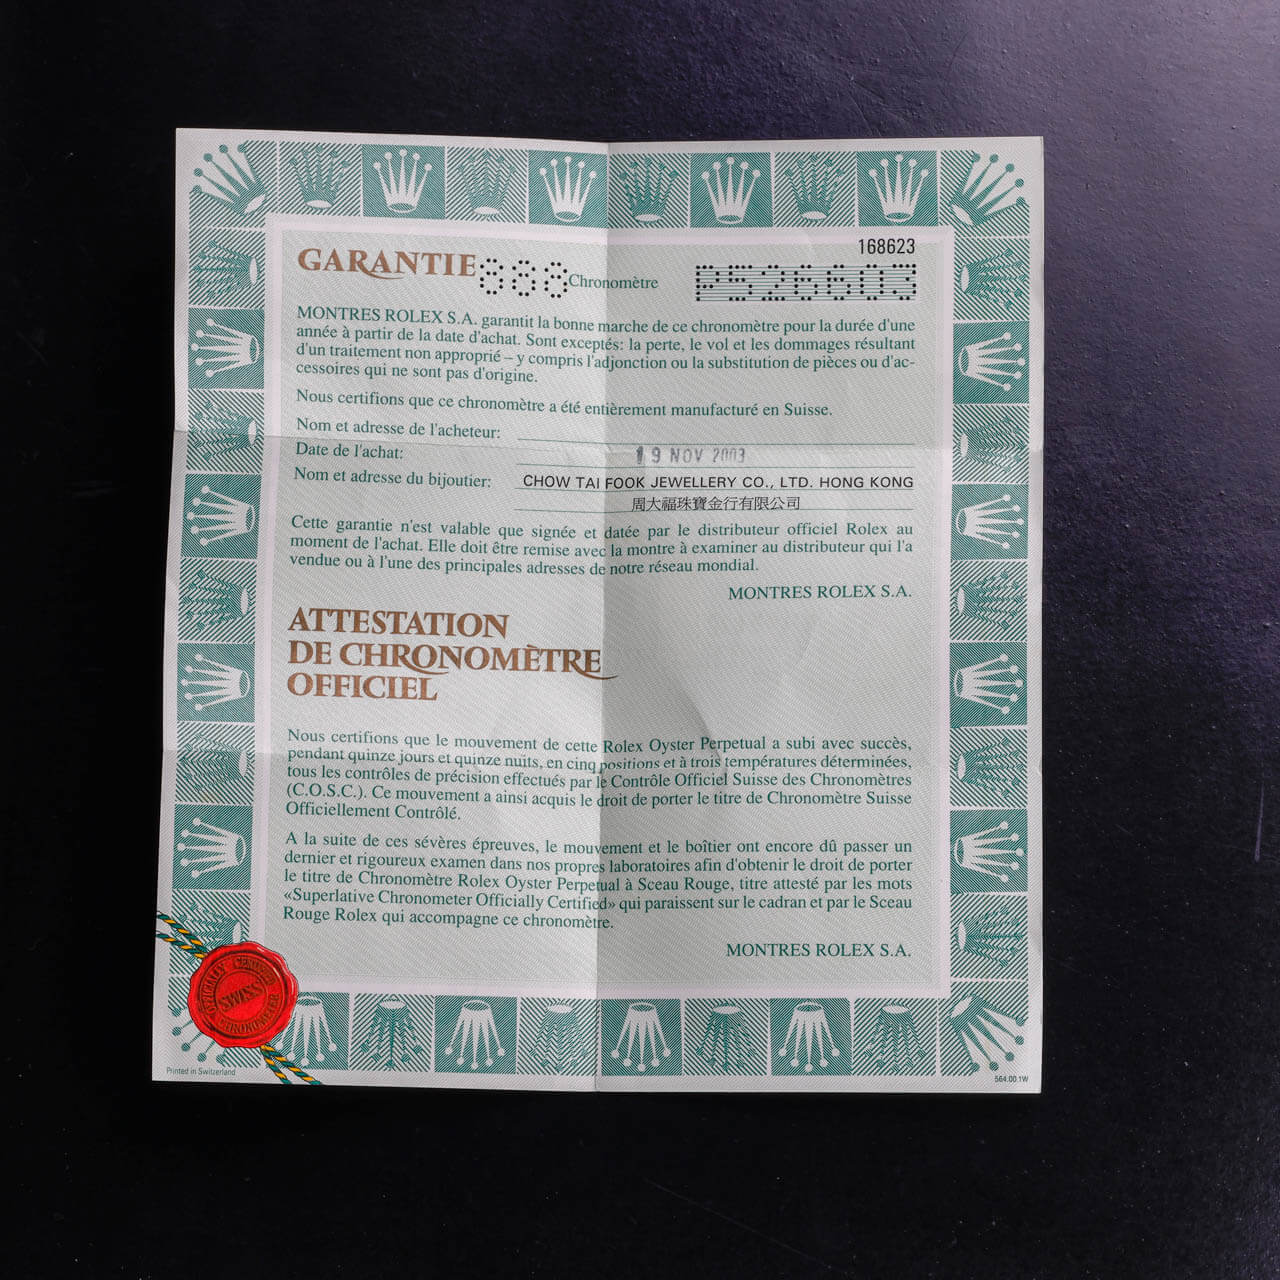 168623
GARANTIE 888 Chronomètre P526603
MONTRES ROLEX S.A. garantit la bonne marche de ce chronomètre pour la durée d'une
année à partir de la date d'achat. Sont exceptés: la perte, le vol et les dommages résultant
d'un traitement non approprié – y compris l'adjonction ou la substitution de pièces ou d'ac-
cessoires qui ne sont pas d'origine.
Nous certifions que ce chronomètre a été entièrement manufacturé en Suisse.
Nom et adresse de l'acheteur:
Date de l'achat: 19 NOV 2003
Nom et adresse du bijoutier: CHOW TAI FOOK JEWELLERY CO., LTD. HONG KONG
周大福珠寶金行有限公司
Cette garantie n'est valable que signée et datée par le distributeur officiel Rolex au
moment de l'achat. Elle doit être remise avec la montre à examiner au distributeur qui l'a
vendue ou à l'une des principales adresses de notre réseau mondial.
MONTRES ROLEX S.A.
ATTESTATION
DE CHRONOMÈTRE
OFFICIEL
Nous certifions que le mouvement de cette Rolex Oyster Perpetual a subi avec succès,
pendant quinze jours et quinze nuits, en cinq positions et à trois températures déterminées,
tous les contrôles de précision effectués par le Contrôle Officiel Suisse des Chronomètres
(C.O.S.C.). Ce mouvement a ainsi acquis le droit de porter le titre de Chronomètre Suisse
Officiellement Contrôlé.
A la suite de ces sévères épreuves, le mouvement et le boîtier ont encore dû passer un
dernier et rigoureux examen dans nos propres laboratoires afin d'obtenir le droit de porter
le titre de Chronomètre Rolex Oyster Perpetual à Sceau Rouge, titre attesté par les mots
«Superlative Chronometer Officially Certified» qui paraissent sur le cadran et par le Sceau
Rouge Rolex qui accompagne ce chronomètre.
MONTRES ROLEX S.A.
OFFICIALLY CERTIFIED
SWISS
CHRONOMETER
Printed in Switzerland
564.00.1W